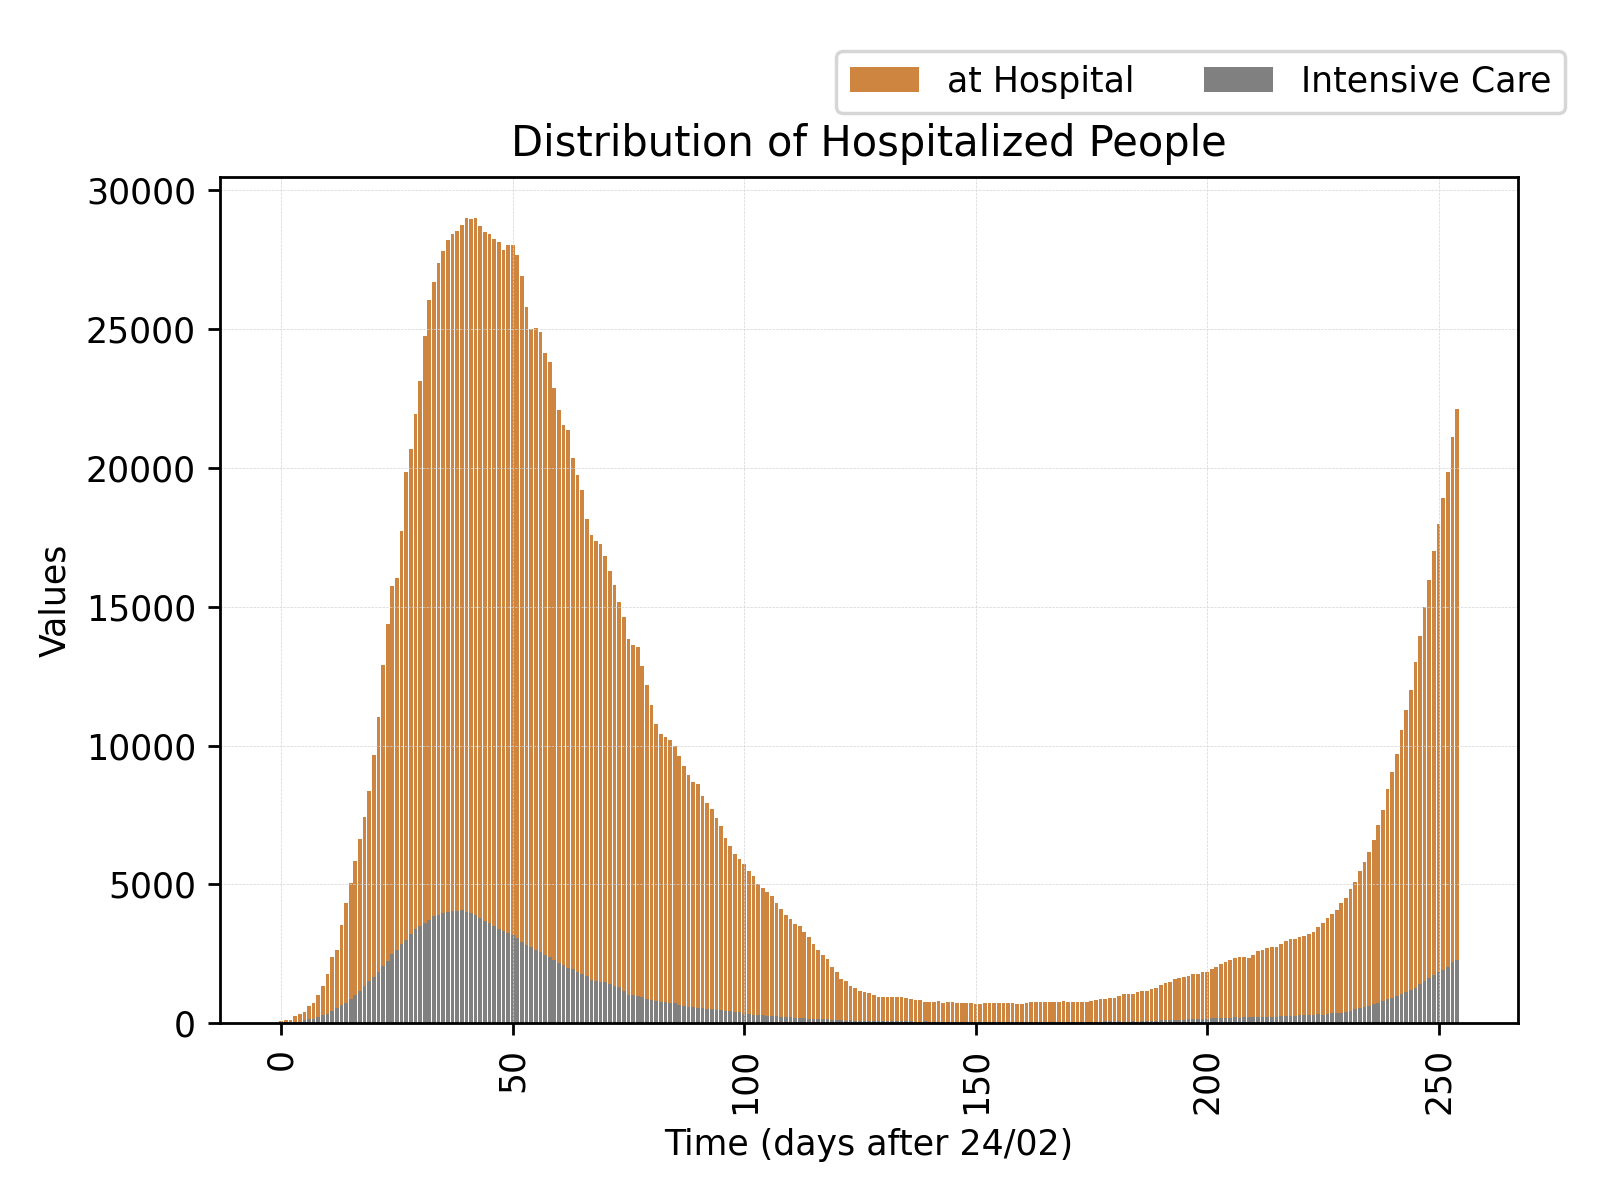 at Hospital Intensive Care
Distribution of Hospitalized People
30000
25000
20000
15000
10000
5000
0
Values
0 50 100 150 200 250
Time (days after 24/02)